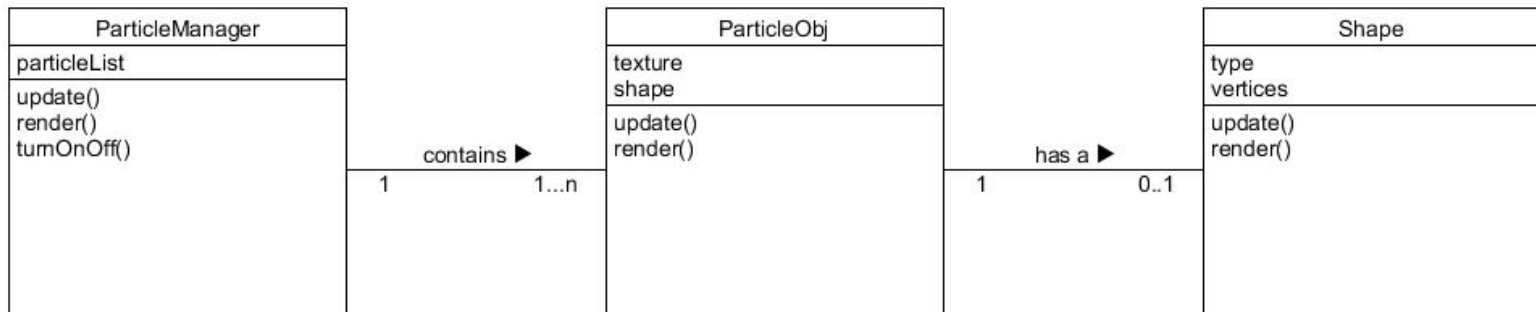 ParticleManager
particleList
update()
render()
turnOnOff()
contains ▶
1
1...n
ParticleObj
texture
shape
update()
render()
has a ▶
1
0..1
Shape
type
vertices
update()
render()